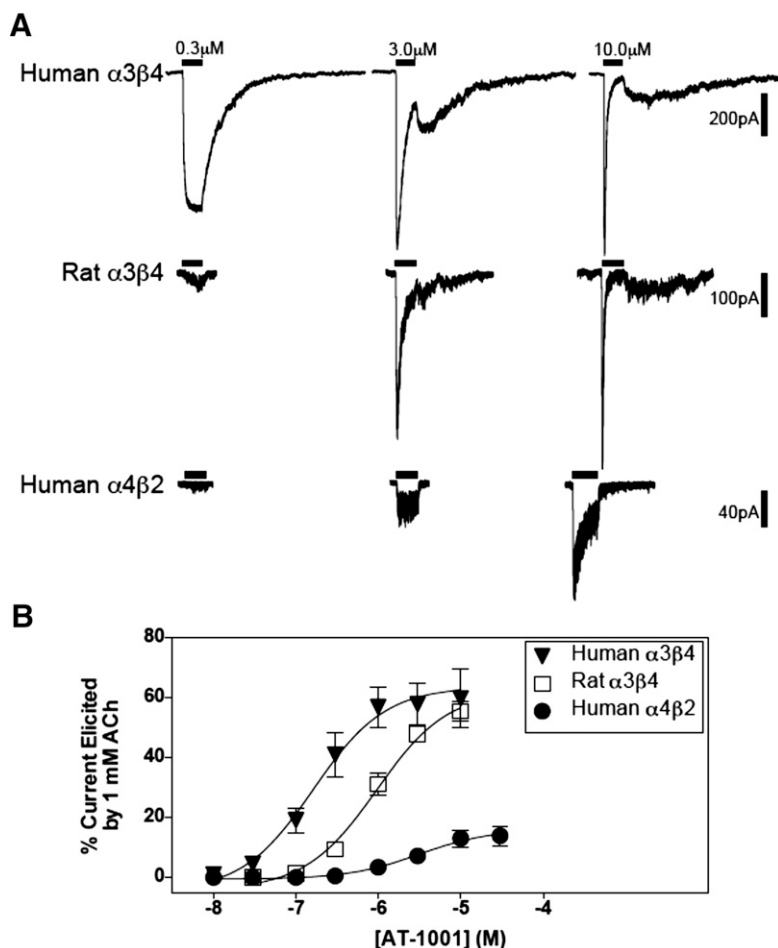 A
0.3µM
3.0µM
10.0µM
Human α3β4
200pA
Rat α3β4
100pA
Human α4β2
40pA
B
% Current Elicited
by 1 mM ACh
80
60
40
20
0
Human α3β4
Rat α3β4
Human α4β2
-8
-7
-6
-5
-4
[AT-1001] (M)